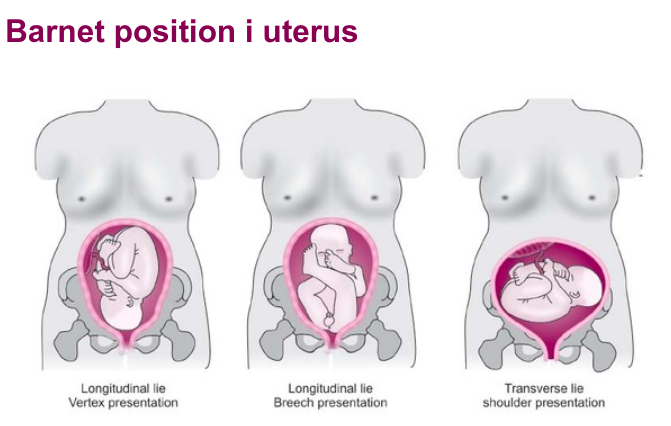 Barnet position i uterus
Longitudinal lie
Vertex presentation
Longitudinal lie
Breech presentation
Transverse lie
shoulder presentation